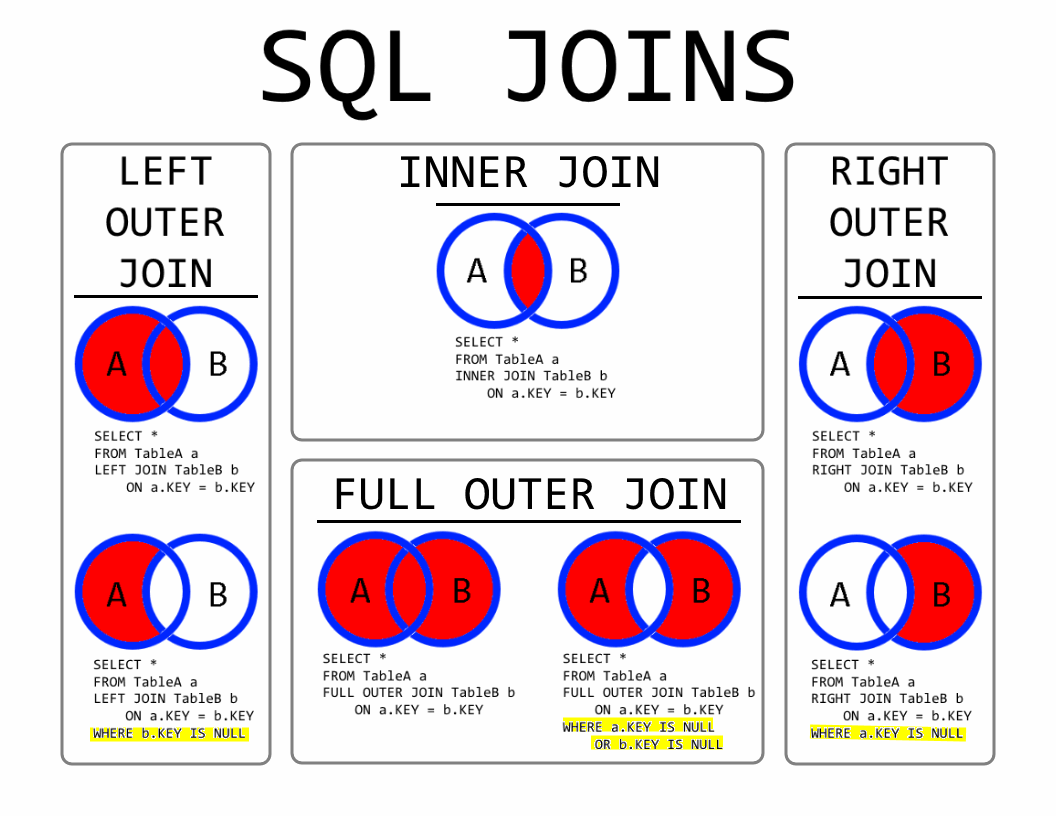 SQL JOINS
LEFT
OUTER
JOIN
A B
SELECT *
FROM TableA a
LEFT JOIN TableB b
    ON a.KEY = b.KEY
A B
SELECT *
FROM TableA a
LEFT JOIN TableB b
    ON a.KEY = b.KEY
WHERE b.KEY IS NULL
INNER JOIN
A B
SELECT *
FROM TableA a
INNER JOIN TableB b
    ON a.KEY = b.KEY
FULL OUTER JOIN
A B
SELECT *
FROM TableA a
FULL OUTER JOIN TableB b
    ON a.KEY = b.KEY
A B
SELECT *
FROM TableA a
FULL OUTER JOIN TableB b
    ON a.KEY = b.KEY
WHERE a.KEY IS NULL
    OR b.KEY IS NULL
RIGHT
OUTER
JOIN
A B
SELECT *
FROM TableA a
RIGHT JOIN TableB b
    ON a.KEY = b.KEY
A B
SELECT *
FROM TableA a
RIGHT JOIN TableB b
    ON a.KEY = b.KEY
WHERE a.KEY IS NULL